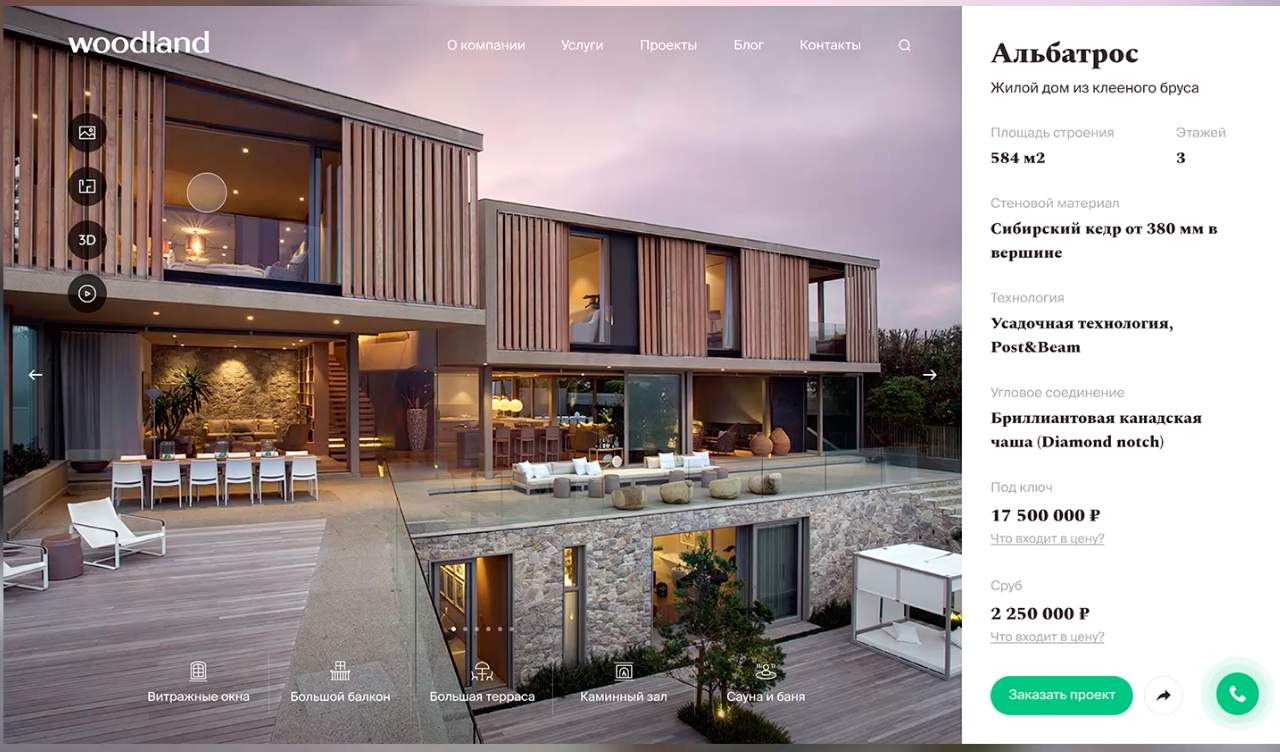 woodland
О компании
Услуги
Проекты
Блог
Контакты
3D
Витражные окна
Большой балкон
Большая терраса
Каминный зал
Сауна и баня
Альбатрос
Жилой дом из клееного бруса
Площадь строения
584 м2
Этажей
3
Стеновой материал
Сибирский кедр от 380 мм в
вершине
Технология
Усадочная технология,
Post&Beam
Угловое соединение
Бриллиантовая канадская
чаша (Diamond notch)
Под ключ
17 500 000 ₽
Что входит в цену?
Сруб
2 250 000 ₽
Что входит в цену?
Заказать проект